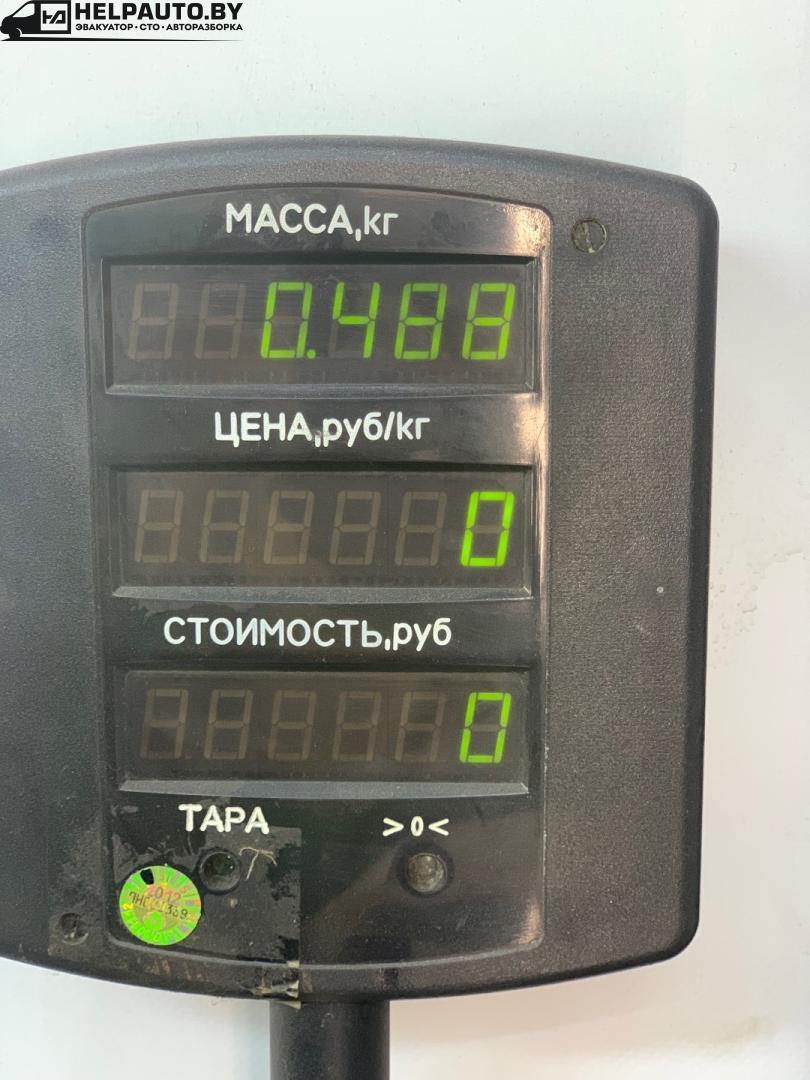 HELPAUTO.BY
ЭВАКУАТОР • СТО • АВТОРАЗБОРКА
МАССА,кг
0.488
ЦЕНА,руб/кг
0
СТОИМОСТЬ,руб
0
ТАРА >0<